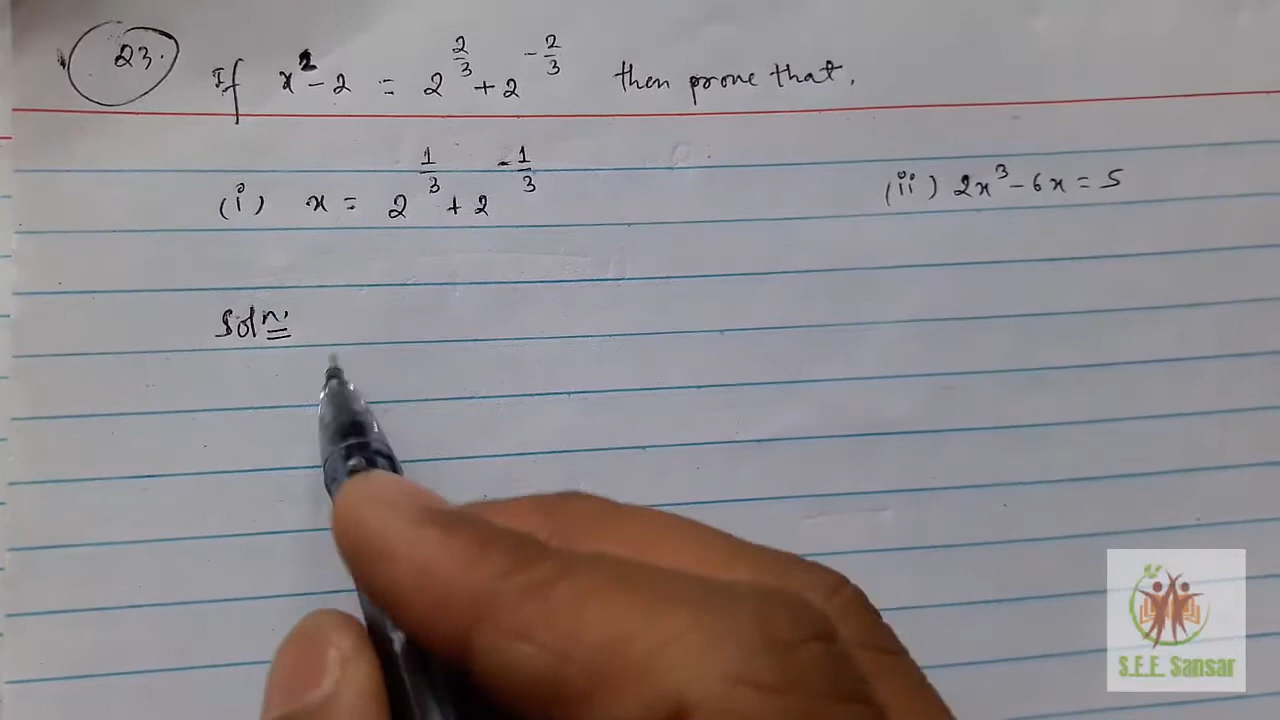 23. If x² - 2 = 2^(2/3) + 2^(-2/3) then prove that.
(i) x = 2^(1/3) + 2^(-1/3) (ii) 2x³ - 6x = 5
Solⁿ.
S.E.E. Sansar